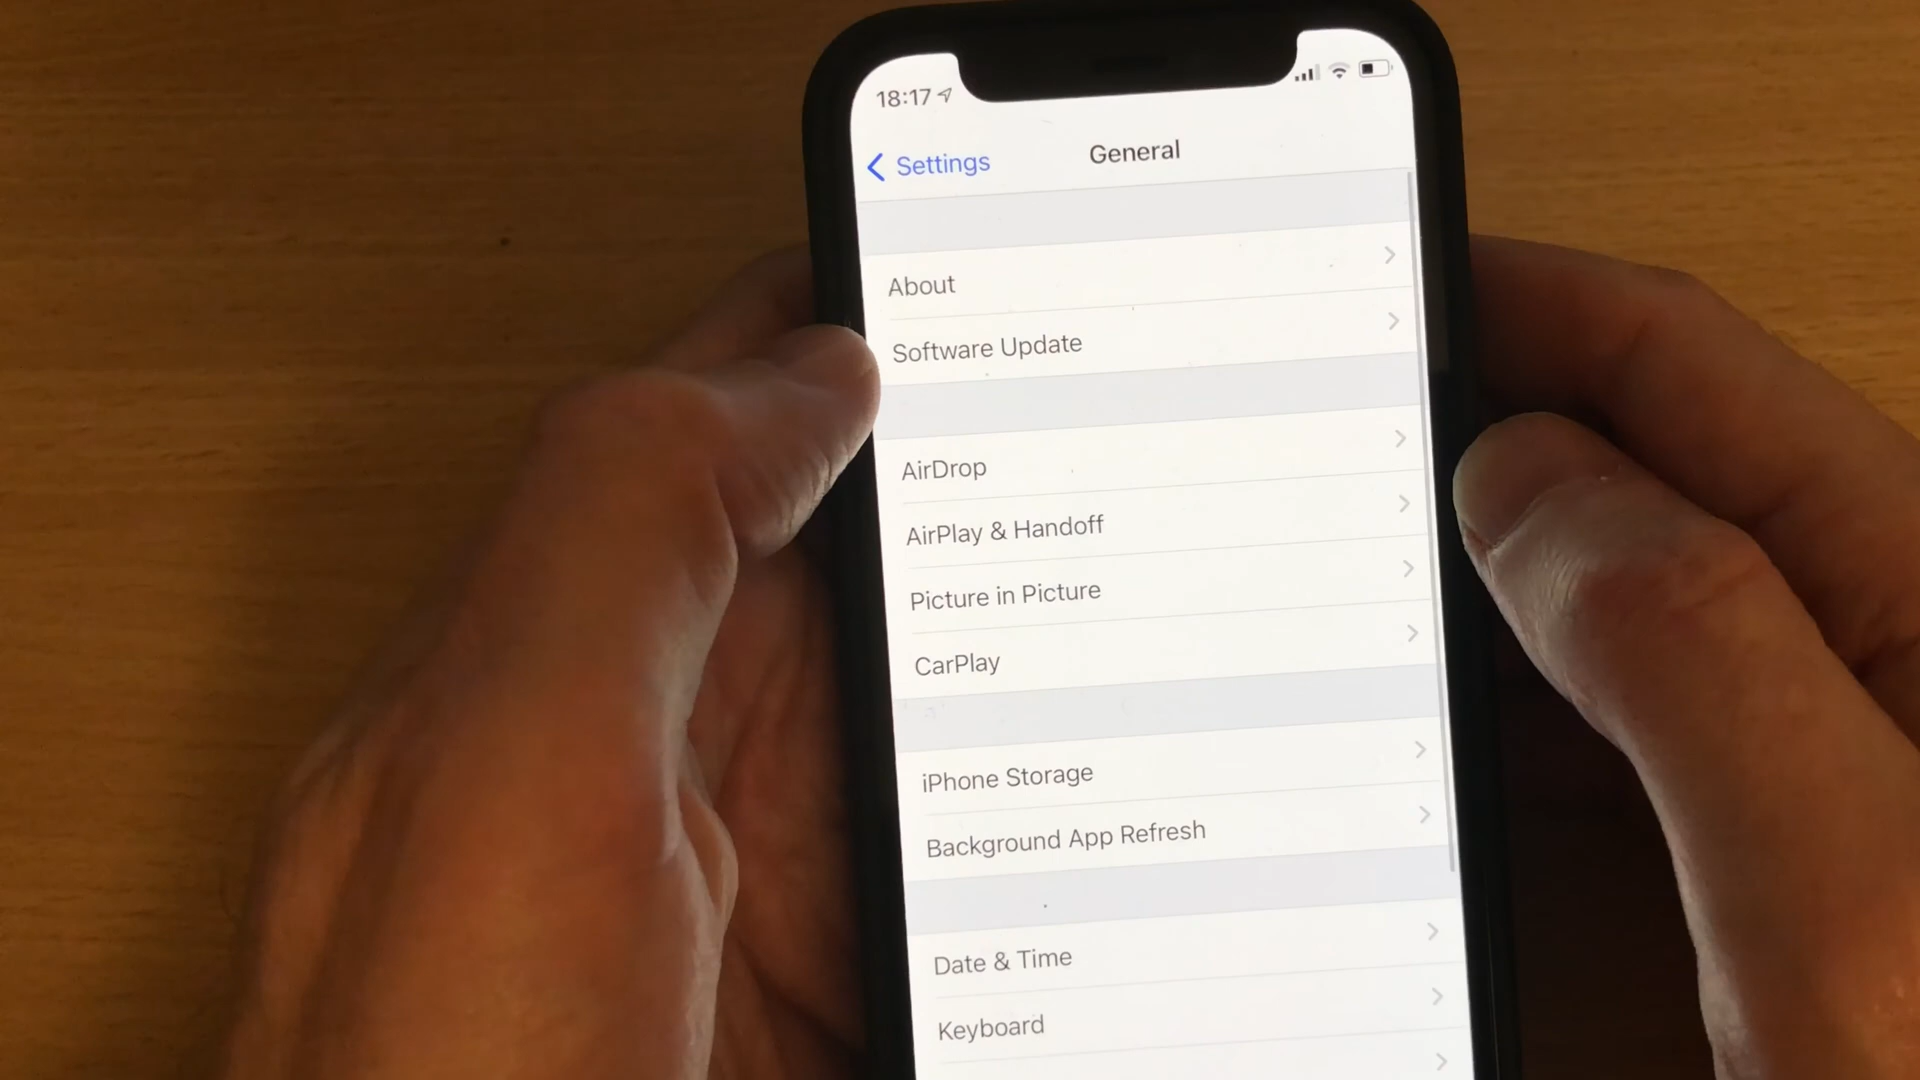 18:17
Settings
General
About
Software Update
AirDrop
AirPlay & Handoff
Picture in Picture
CarPlay
iPhone Storage
Background App Refresh
Date & Time
Keyboard